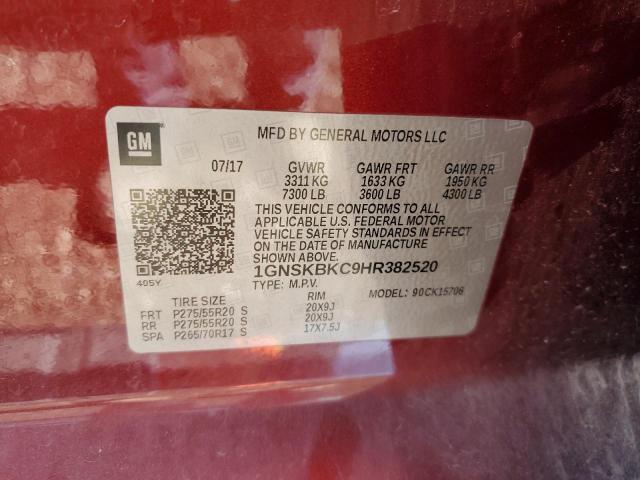 GM
MFD BY GENERAL MOTORS LLC
07/17 GVWR GAWR FRT GAWR RR
3311 KG 1633 KG 1950 KG
7300 LB 3600 LB 4300 LB
THIS VEHICLE CONFORMS TO ALL
APPLICABLE U.S. FEDERAL MOTOR
VEHICLE SAFETY STANDARDS IN EFFECT
ON THE DATE OF MANUFACTURE
SHOWN ABOVE.
1GNSKBKC9HR382520
405Y
TYPE: M.P.V. MODEL: 90CK15706
TIRE SIZE RIM
FRT P275/55R20 S 20X9J
RR P275/55R20 S 20X9J
SPA P265/70R17 S 17X7.5J